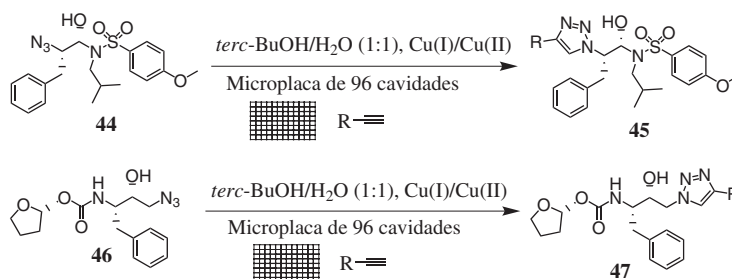 HO O O N₃ N S O
terc-BuOH/H₂O (1:1), Cu(I)/Cu(II)
Microplaca de 96 cavidades
R
44
R N=N N HO O O N S O
45
O O O H N OH N₃
terc-BuOH/H₂O (1:1), Cu(I)/Cu(II)
Microplaca de 96 cavidades
R
46
O O O H N OH N N=N R
47